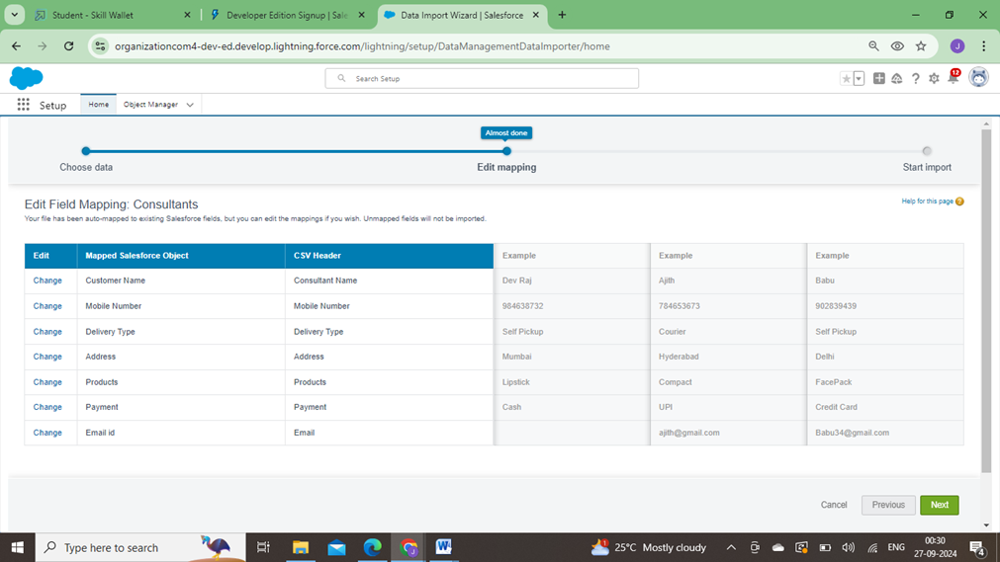 Student - Skill Wallet
Developer Edition Signup | Sale
Data Import Wizard | Salesforce
organizationcom4-dev-ed.develop.lightning.force.com/lightning/setup/DataManagementDataImporter/home
J
Search Setup
12
Setup
Home
Object Manager
Almost done
Choose data
Edit mapping
Start import
Edit Field Mapping: Consultants
Help for this page
Your file has been auto-mapped to existing Salesforce fields, but you can edit the mappings if you wish. Unmapped fields will not be imported.
Edit Mapped Salesforce Object CSV Header Example Example Example
Change Customer Name Consultant Name Dev Raj Ajith Babu
Change Mobile Number Mobile Number 984638732 784653673 902839439
Change Delivery Type Delivery Type Self Pickup Courier Self Pickup
Change Address Address Mumbai Hyderabad Delhi
Change Products Products Lipstick Compact FacePack
Change Payment Payment Cash UPI Credit Card
Change Email id Email ajith@gmail.com Babu34@gmail.com
Cancel Previous Next
Type here to search
25°C Mostly cloudy
ENG
00:30
27-09-2024
4